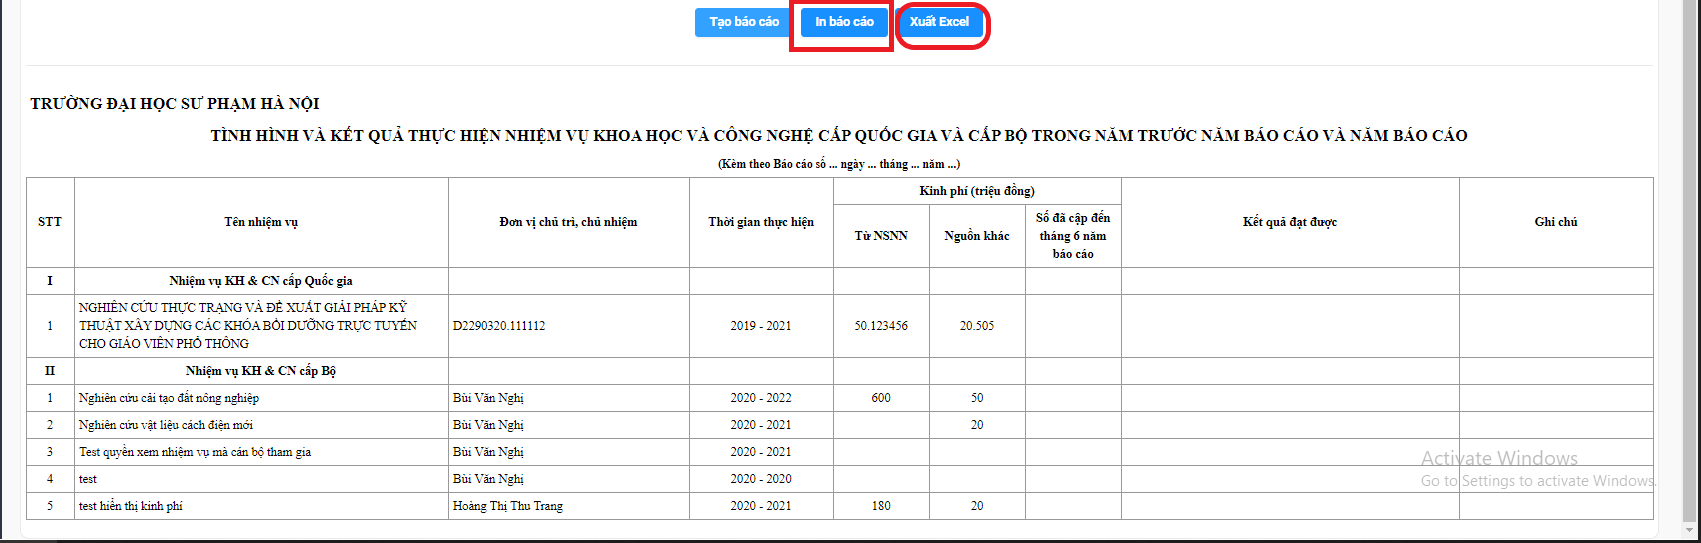 Tạo báo cáo In báo cáo Xuất Excel
TRƯỜNG ĐẠI HỌC SƯ PHẠM HÀ NỘI
TÌNH HÌNH VÀ KẾT QUẢ THỰC HIỆN NHIỆM VỤ KHOA HỌC VÀ CÔNG NGHỆ CẤP QUỐC GIA VÀ CẤP BỘ TRONG NĂM TRƯỚC NĂM BÁO CÁO VÀ NĂM BÁO CÁO
(Kèm theo Báo cáo số ... ngày ... tháng ... năm ...)
STT
Tên nhiệm vụ
Đơn vị chủ trì, chủ nhiệm
Thời gian thực hiện
Kinh phí (triệu đồng)
Từ NSNN
Nguồn khác
Số đã cập đến
tháng 6 năm
báo cáo
Kết quả đạt được
Ghi chú
I Nhiệm vụ KH & CN cấp Quốc gia
1
NGHIÊN CỨU THỰC TRẠNG VÀ ĐỀ XUẤT GIẢI PHÁP KỸ
THUẬT XÂY DỰNG CÁC KHÓA BỒI DƯỠNG TRỰC TUYẾN
CHO GIÁO VIÊN PHỔ THÔNG
D2290320.111112 2019 - 2021 50.123456 20.505
II Nhiệm vụ KH & CN cấp Bộ
1 Nghiên cứu cải tạo đất nông nghiệp Bùi Văn Nghị 2020 - 2022 600 50
2 Nghiên cứu vật liệu cách điện mới Bùi Văn Nghị 2020 - 2021 20
3 Test quyền xem nhiệm vụ mà cán bộ tham gia Bùi Văn Nghị 2020 - 2021
4 test Bùi Văn Nghị 2020 - 2020
5 test hiển thị kinh phí Hoàng Thị Thu Trang 2020 - 2021 180 20
Activate Windows
Go to Settings to activate Windows.